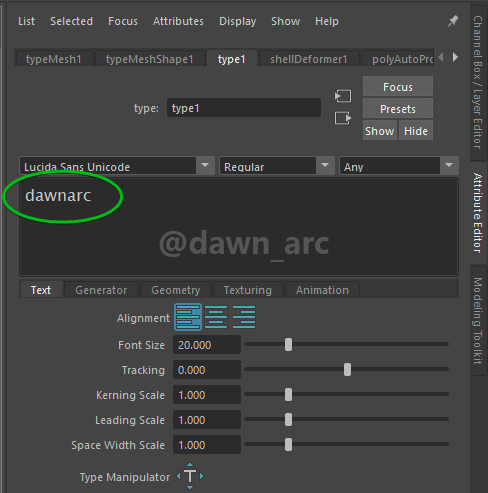 List Selected Focus Attributes Display Show Help
typeMesh1 typeMeshShape1 type1 shellDeformer1 polyAutoPro
type: type1
Focus
Presets
Show Hide
Lucida Sans Unicode Regular Any
dawnarc
@dawn_arc
Text Generator Geometry Texturing Animation
Alignment
Font Size 20.000
Tracking 0.000
Kerning Scale 1.000
Leading Scale 1.000
Space Width Scale 1.000
Type Manipulator T
Channel Box / Layer Editor
Attribute Editor
Modeling Toolkit